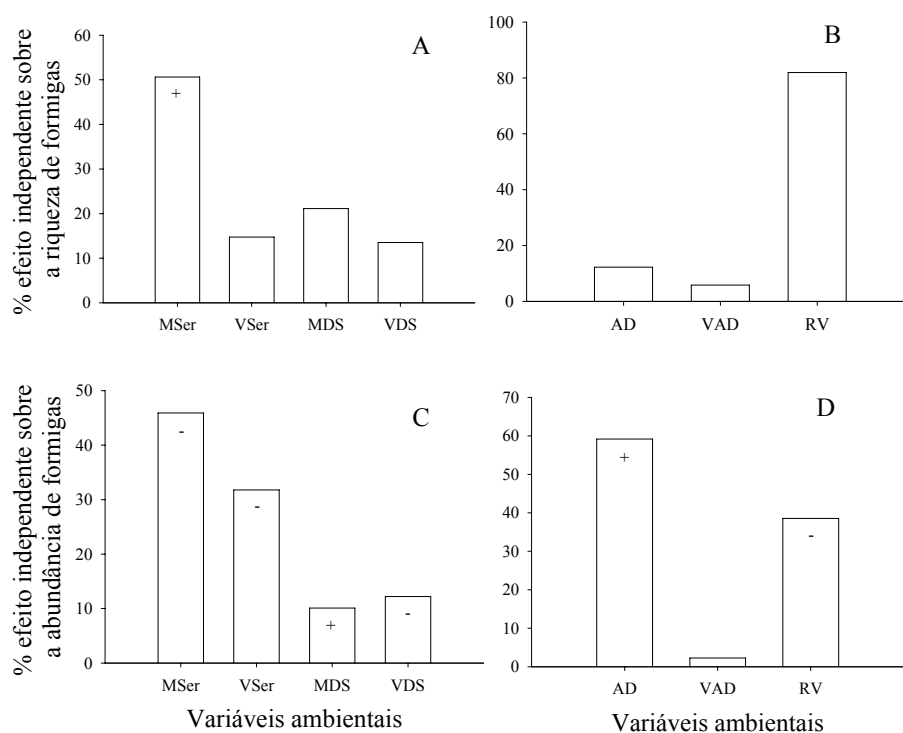 % efeito independente sobre
a riqueza de formigas
A
60
50
40
30
20
10
0
+
MSer VSer MDS VDS
B
100
80
60
40
20
0
AD VAD RV
% efeito independente sobre
a abundância de formigas
C
50
40
30
20
10
0
- - + -
MSer VSer MDS VDS
Variáveis ambientais
D
70
60
50
40
30
20
10
0
+ -
AD VAD RV
Variáveis ambientais